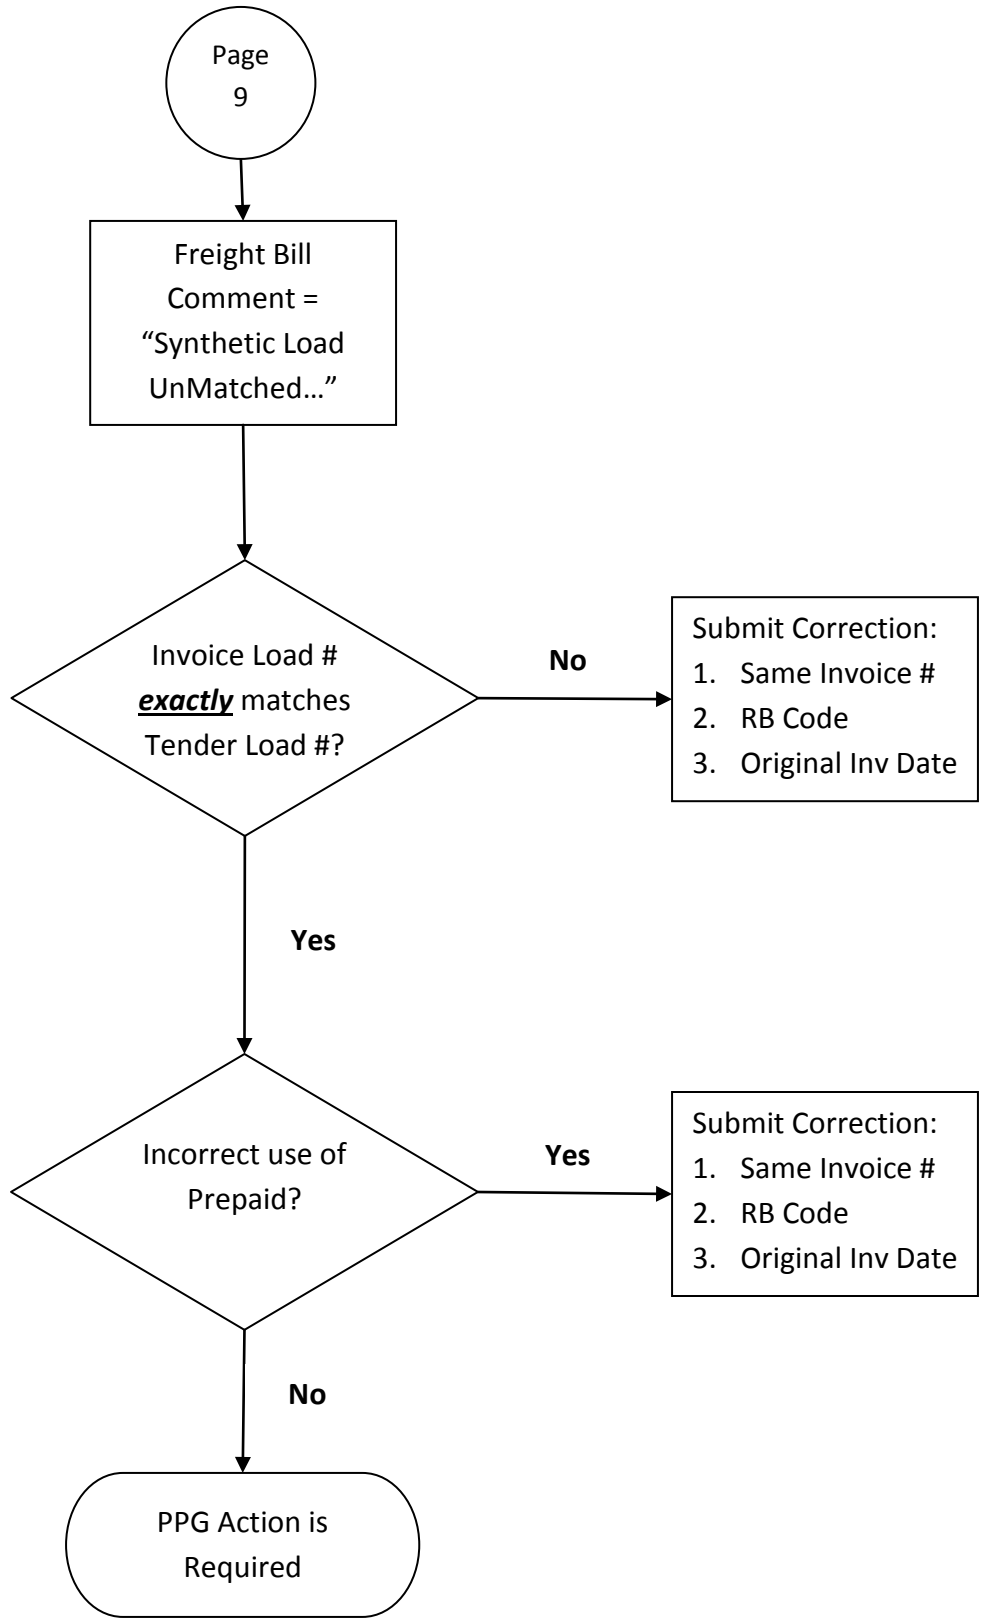 Page
9
Freight Bill
Comment =
“Synthetic Load
UnMatched…”
Invoice Load #
exactly matches
Tender Load #?
No
Submit Correction:
1. Same Invoice #
2. RB Code
3. Original Inv Date
Yes
Incorrect use of
Prepaid?
Yes
Submit Correction:
1. Same Invoice #
2. RB Code
3. Original Inv Date
No
PPG Action is
Required